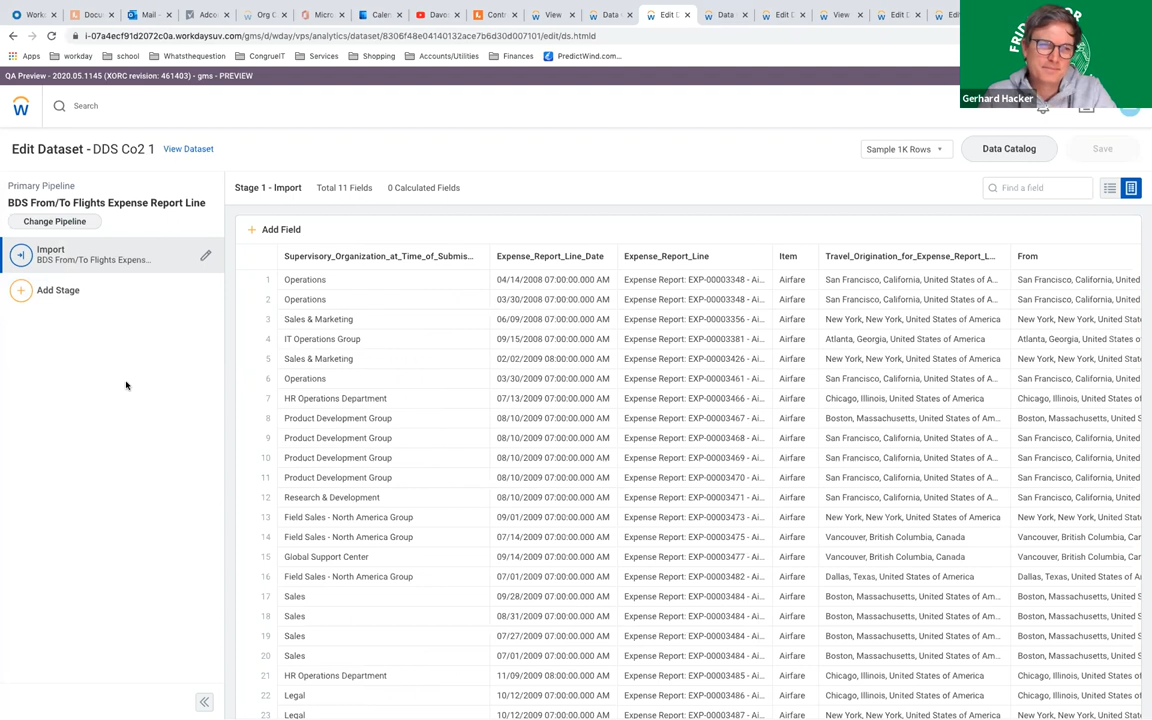 Works
Docu
Mail -
Adco
Org C
Micro
Calen
Davo
Conti
View
Data
Edit D
Data
Edit D
View
Edit D
Edi
i-07a4ecf91d2072c0a.workdaysuv.com/gms/d/wday/vps/analytics/dataset/8306f48e04140132ace7b6d30d007101/edit/ds.htmld
Apps workday school Whatsthequestion CongruelT Services Shopping Accounts/Utilities Finances PredictWind.com...
QA Preview - 2020.05.1145 (XORC revision: 461403) - gms - PREVIEW
FRID
FOR
Gerhard Hacker
W
Search
Edit Dataset - DDS Co2 1 View Dataset
Sample 1K Rows
Data Catalog
Save
Primary Pipeline
BDS From/To Flights Expense Report Line
Change Pipeline
Import
BDS From/To Flights Expens...
Add Stage
Stage 1 - Import Total 11 Fields 0 Calculated Fields
Find a field
+ Add Field
Supervisory_Organization_at_Time_of_Submis... Expense_Report_Line_Date Expense_Report_Line Item Travel_Origination_for_Expense_Report_L... From
1 Operations 04/14/2008 07:00:00.000 AM Expense Report: EXP-00003348 - Ai... Airfare San Francisco, California, United States of A... San Francisco, California, United
2 Operations 03/30/2008 07:00:00.000 AM Expense Report: EXP-00003348 - Ai... Airfare San Francisco, California, United States of A... San Francisco, California, United
3 Sales & Marketing 06/09/2008 07:00:00.000 AM Expense Report: EXP-00003356 - Ai... Airfare New York, New York, United States of America New York, New York, United States
4 IT Operations Group 09/15/2008 07:00:00.000 AM Expense Report: EXP-00003381 - Ai... Airfare Atlanta, Georgia, United States of America Atlanta, Georgia, United States o
5 Sales & Marketing 02/02/2009 08:00:00.000 AM Expense Report: EXP-00003426 - Ai... Airfare New York, New York, United States of America New York, New York, United States
6 Operations 03/30/2009 07:00:00.000 AM Expense Report: EXP-00003461 - Ai... Airfare San Francisco, California, United States of A... San Francisco, California, United
7 HR Operations Department 07/13/2009 07:00:00.000 AM Expense Report: EXP-00003466 - Ai... Airfare Chicago, Illinois, United States of America Chicago, Illinois, United States of
8 Product Development Group 08/10/2009 07:00:00.000 AM Expense Report: EXP-00003467 - Ai... Airfare Boston, Massachusetts, United States of Am... Boston, Massachusetts, United S
9 Product Development Group 08/10/2009 07:00:00.000 AM Expense Report: EXP-00003468 - Ai... Airfare San Francisco, California, United States of A... San Francisco, California, United
10 Product Development Group 08/10/2009 07:00:00.000 AM Expense Report: EXP-00003469 - Ai... Airfare San Francisco, California, United States of A... San Francisco, California, United
11 Product Development Group 08/10/2009 07:00:00.000 AM Expense Report: EXP-00003470 - Ai... Airfare San Francisco, California, United States of A... San Francisco, California, United
12 Research & Development 08/10/2009 07:00:00.000 AM Expense Report: EXP-00003471 - Ai... Airfare San Francisco, California, United States of A... San Francisco, California, United
13 Field Sales - North America Group 09/01/2009 07:00:00.000 AM Expense Report: EXP-00003473 - Ai... Airfare New York, New York, United States of America New York, New York, United States
14 Field Sales - North America Group 07/14/2009 07:00:00.000 AM Expense Report: EXP-00003475 - Ai... Airfare Vancouver, British Columbia, Canada Vancouver, British Columbia, Car
15 Global Support Center 09/14/2009 07:00:00.000 AM Expense Report: EXP-00003477 - Ai... Airfare Vancouver, British Columbia, Canada Vancouver, British Columbia, Car
16 Field Sales - North America Group 07/01/2009 07:00:00.000 AM Expense Report: EXP-00003482 - Ai... Airfare Dallas, Texas, United States of America Dallas, Texas, United States of A
17 Sales 09/28/2009 07:00:00.000 AM Expense Report: EXP-00003484 - Ai... Airfare Boston, Massachusetts, United States of Am... Boston, Massachusetts, United S
18 Sales 08/31/2009 07:00:00.000 AM Expense Report: EXP-00003484 - Ai... Airfare Boston, Massachusetts, United States of Am... Boston, Massachusetts, United S
19 Sales 07/27/2009 07:00:00.000 AM Expense Report: EXP-00003484 - Ai... Airfare Boston, Massachusetts, United States of Am... Boston, Massachusetts, United S
20 Sales 07/01/2009 07:00:00.000 AM Expense Report: EXP-00003484 - Ai... Airfare Boston, Massachusetts, United States of Am... Boston, Massachusetts, United S
21 HR Operations Department 11/09/2009 08:00:00.000 AM Expense Report: EXP-00003485 - Ai... Airfare Chicago, Illinois, United States of America Chicago, Illinois, United States of
22 Legal 10/12/2009 07:00:00.000 AM Expense Report: EXP-00003486 - Ai... Airfare Chicago, Illinois, United States of America Chicago, Illinois, United States of
23 Legal 10/12/2009 07:00:00.000 AM Expense Report: EXP-00003487 - Ai... Airfare New York, New York, United States of America New York, New York, United States